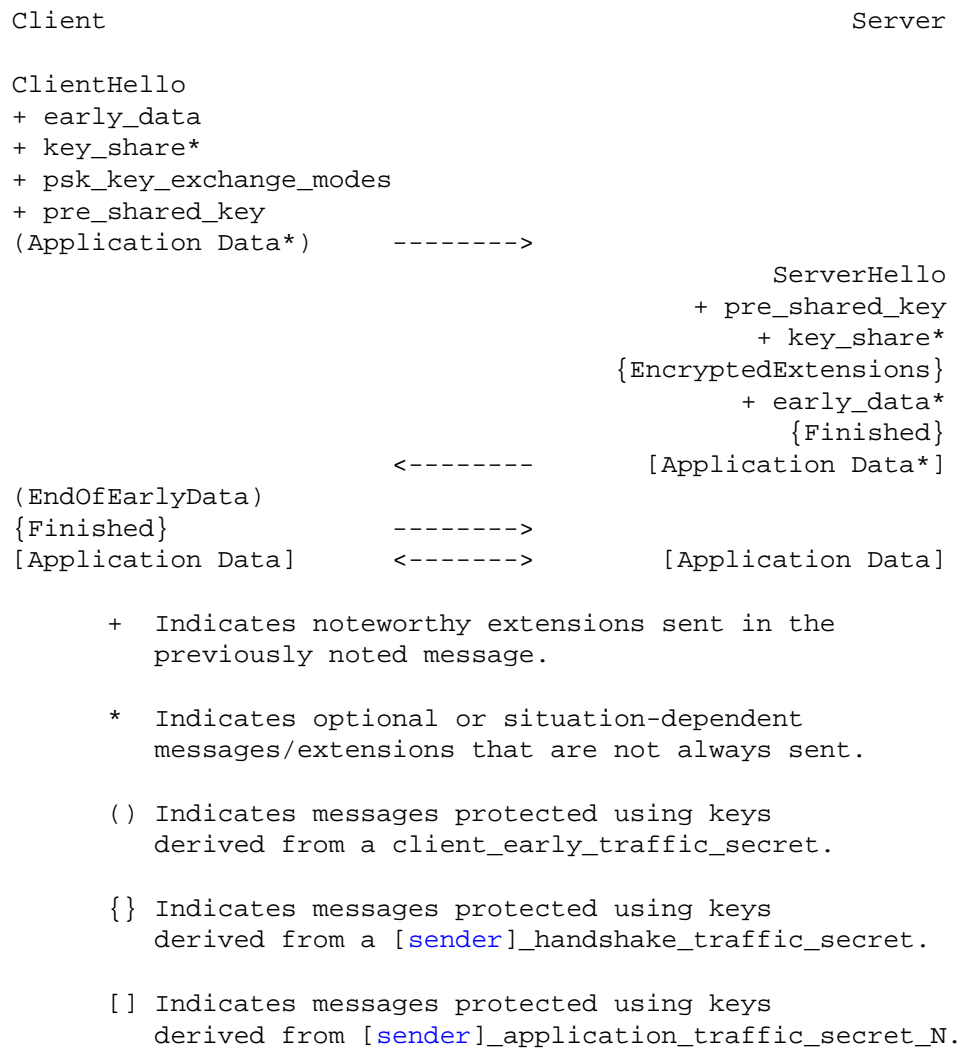 Client                                               Server

ClientHello
+ early_data
+ key_share*
+ psk_key_exchange_modes
+ pre_shared_key
(Application Data*)     -------->
                                                ServerHello
                                           + pre_shared_key
                                               + key_share*
                                      {EncryptedExtensions}
                                              + early_data*
                                                 {Finished}
                        <--------       [Application Data*]
(EndOfEarlyData)
{Finished}              -------->
[Application Data]      <------->        [Application Data]

      +  Indicates noteworthy extensions sent in the
         previously noted message.

      *  Indicates optional or situation-dependent
         messages/extensions that are not always sent.

      () Indicates messages protected using keys
         derived from a client_early_traffic_secret.

      {} Indicates messages protected using keys
         derived from a [sender]_handshake_traffic_secret.

      [] Indicates messages protected using keys
         derived from [sender]_application_traffic_secret_N.